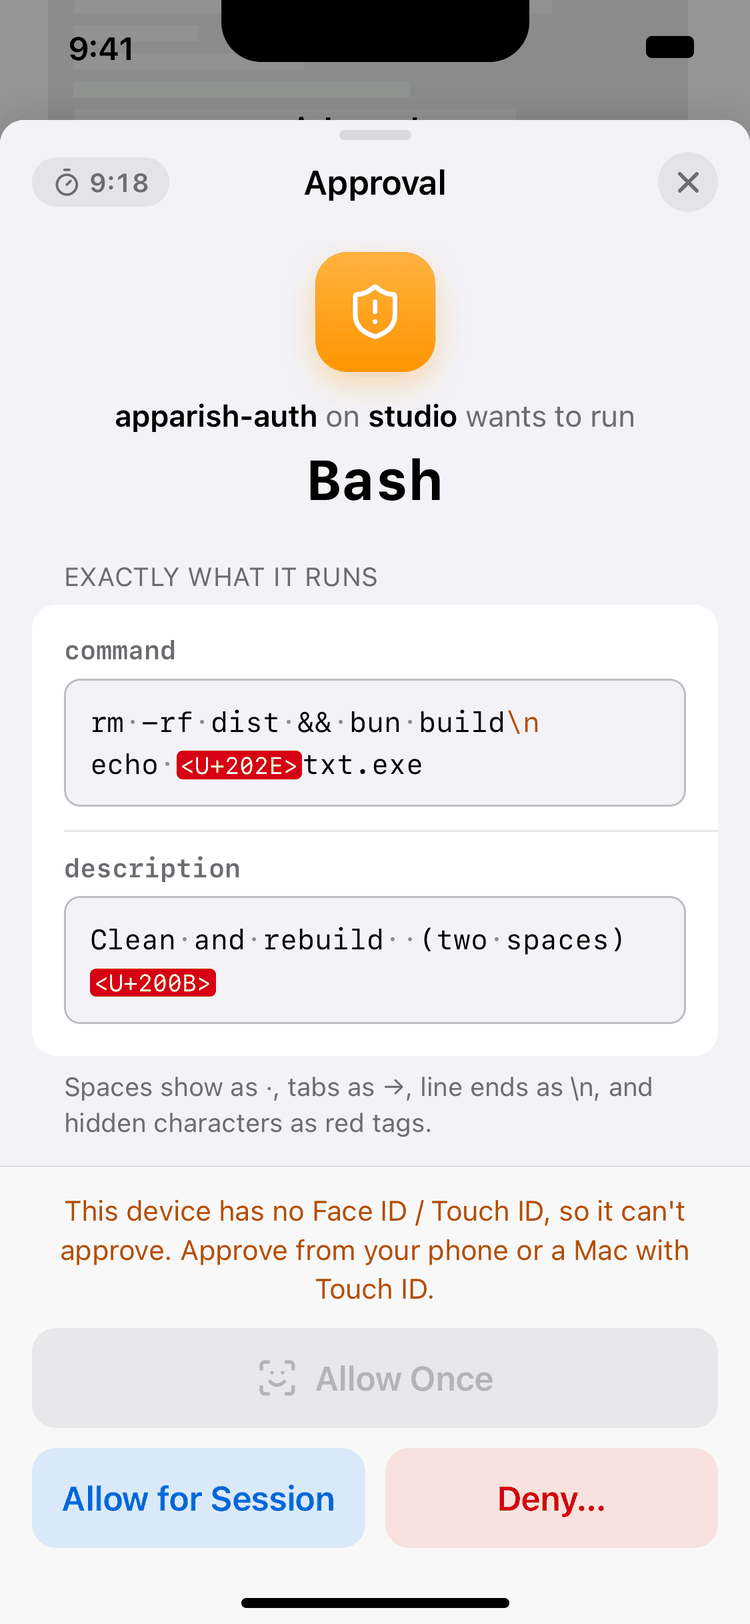 9:41
9:18
Approval
apparish-auth on studio wants to run
Bash
EXACTLY WHAT IT RUNS
command
rm·-rf·dist·&&·bun·build\n
echo·<U+202E>txt.exe
description
Clean·and·rebuild··(two·spaces)
<U+200B>
Spaces show as ·, tabs as →, line ends as \n, and
hidden characters as red tags.
This device has no Face ID / Touch ID, so it can't
approve. Approve from your phone or a Mac with
Touch ID.
Allow Once
Allow for Session
Deny...